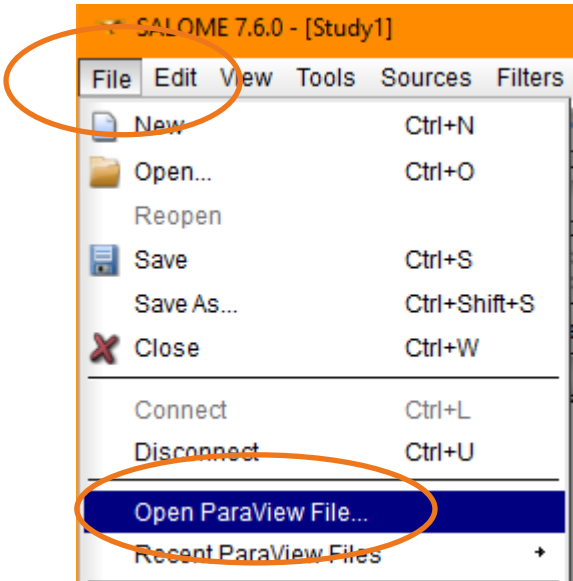 SALOME 7.6.0 - [Study1]
File Edit View Tools Sources Filters
New Ctrl+N
Open... Ctrl+O
Reopen
Save Ctrl+S
Save As... Ctrl+Shift+S
Close Ctrl+W
Connect Ctrl+L
Disconnect Ctrl+U
Open ParaView File...
Recent ParaView Files